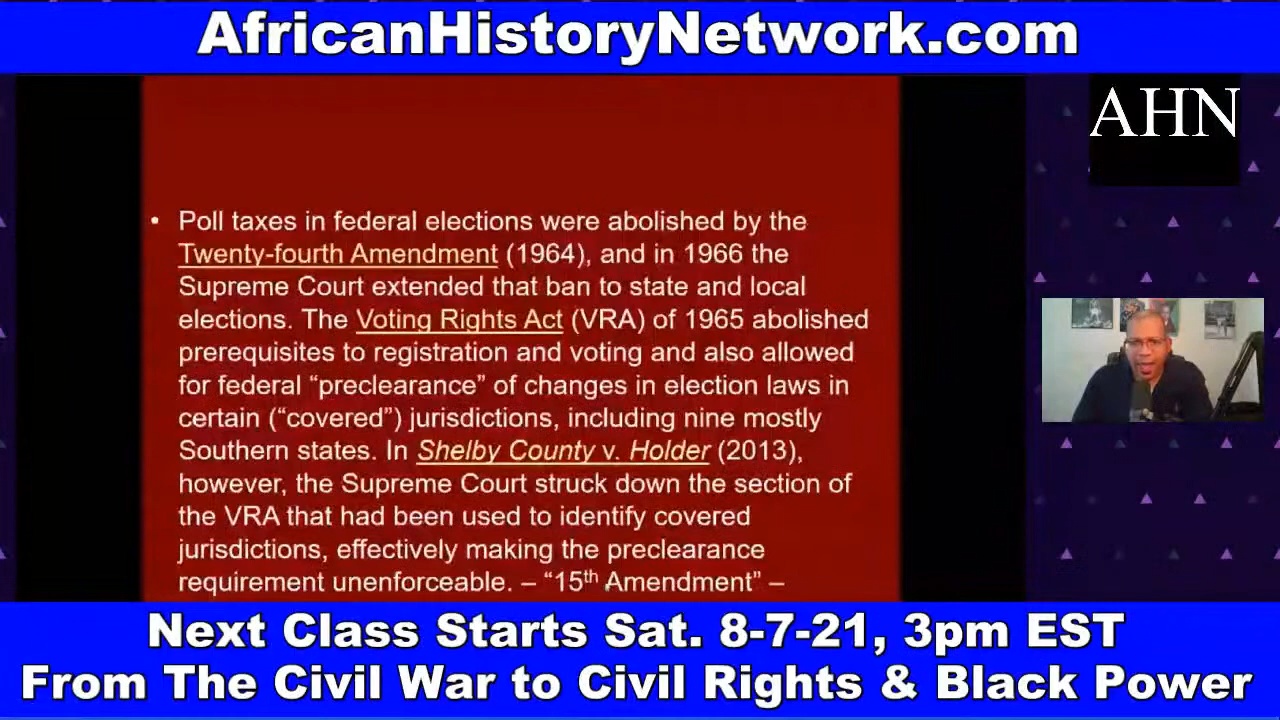 AfricanHistoryNetwork.com
AHN
• Poll taxes in federal elections were abolished by the
Twenty-fourth Amendment (1964), and in 1966 the
Supreme Court extended that ban to state and local
elections. The Voting Rights Act (VRA) of 1965 abolished
prerequisites to registration and voting and also allowed
for federal “preclearance” of changes in election laws in
certain (“covered”) jurisdictions, including nine mostly
Southern states. In Shelby County v. Holder (2013),
however, the Supreme Court struck down the section of
the VRA that had been used to identify covered
jurisdictions, effectively making the preclearance
requirement unenforceable. – “15th Amendment” –
Next Class Starts Sat. 8-7-21, 3pm EST
From The Civil War to Civil Rights & Black Power